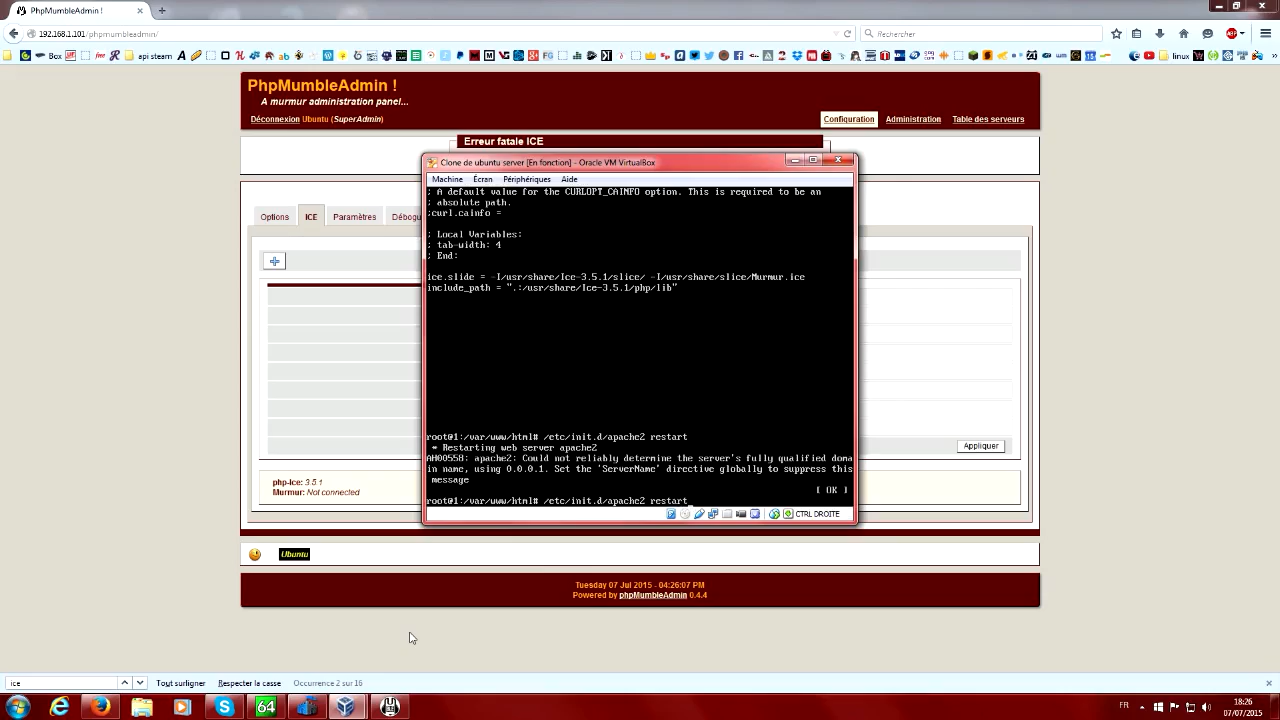 PhpMumbleAdmin !
192.168.1.101/phpmumbleadmin/
Rechercher
Box
api steam
linux
PhpMumbleAdmin !
A murmur administration panel...
Déconnexion Ubuntu (SuperAdmin)
Configuration
Administration
Table des serveurs
Erreur fatale ICE
Clone de ubuntu server [En fonction] - Oracle VM VirtualBox
Machine Écran Périphériques Aide
Options
ICE
Paramètres
Débogu
; A default value for the CURLOPT_CAINFO option. This is required to be an
; absolute path.
;curl.cainfo =
; Local Variables:
; tab-width: 4
; End:
ice.slide = -I/usr/share/Ice-3.5.1/slice/ -I/usr/share/slice/Murmur.ice
include_path = ".:/usr/share/Ice-3.5.1/php/lib"
root@1:/var/www/html# /etc/init.d/apache2 restart
* Restarting web server apache2
AH00558: apache2: Could not reliably determine the server's fully qualified doma
in name, using 0.0.0.1. Set the 'ServerName' directive globally to suppress this
message
[ OK ]
root@1:/var/www/html# /etc/init.d/apache2 restart
CTRL DROITE
Appliquer
php-ice: 3.5.1
Murmur: Not connected
Ubuntu
Tuesday 07 Jul 2015 - 04:26:07 PM
Powered by phpMumbleAdmin 0.4.4
ice
Tout surligner
Respecter la casse
Occurrence 2 sur 16
64
FR
18:26
07/07/2015